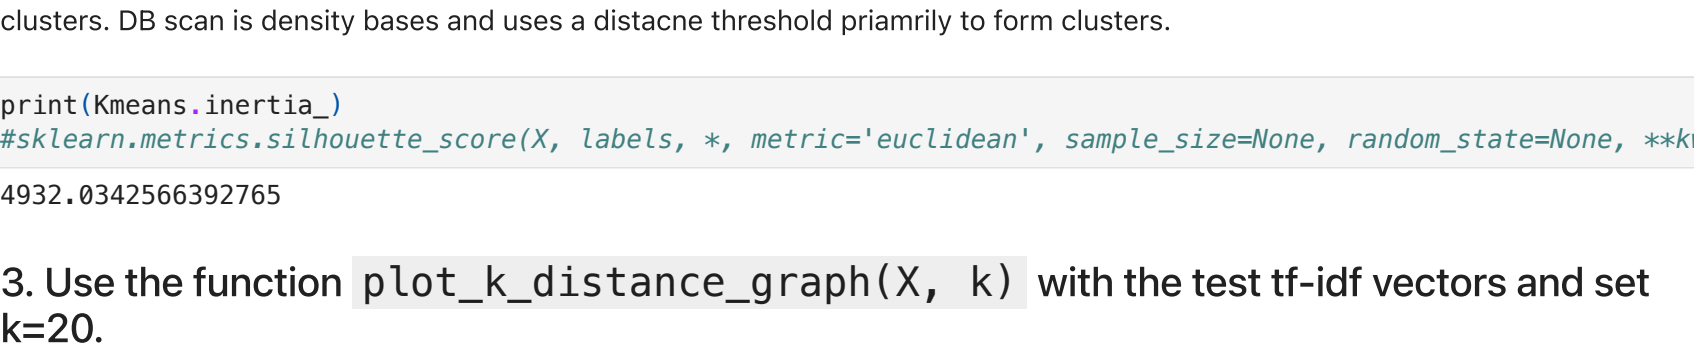 clusters. DB scan is density bases and uses a distacne threshold priamrily to form clusters.
print(Kmeans.inertia_)
#sklearn.metrics.silhouette_score(X, labels, *, metric='euclidean', sample_size=None, random_state=None, **k
4932.0342566392765
3. Use the function plot_k_distance_graph(X, k) with the test tf-idf vectors and set
k=20.